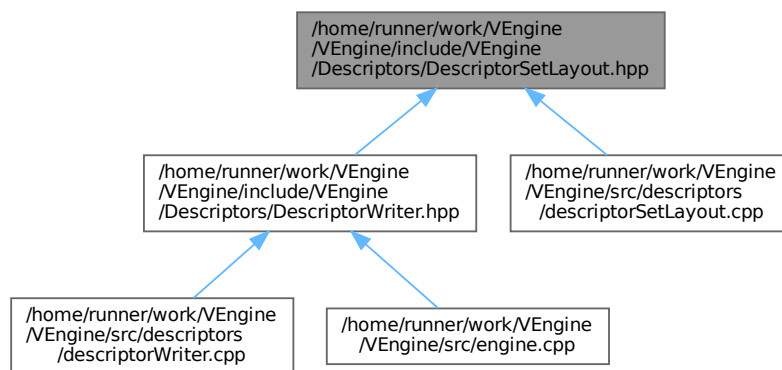 /home/runner/work/VEngine
/VEngine/include/VEngine
/Descriptors/DescriptorSetLayout.hpp
/home/runner/work/VEngine
/VEngine/include/VEngine
/Descriptors/DescriptorWriter.hpp
/home/runner/work/VEngine
/VEngine/src/descriptors
/descriptorSetLayout.cpp
/home/runner/work/VEngine
/VEngine/src/descriptors
/descriptorWriter.cpp
/home/runner/work/VEngine
/VEngine/src/engine.cpp